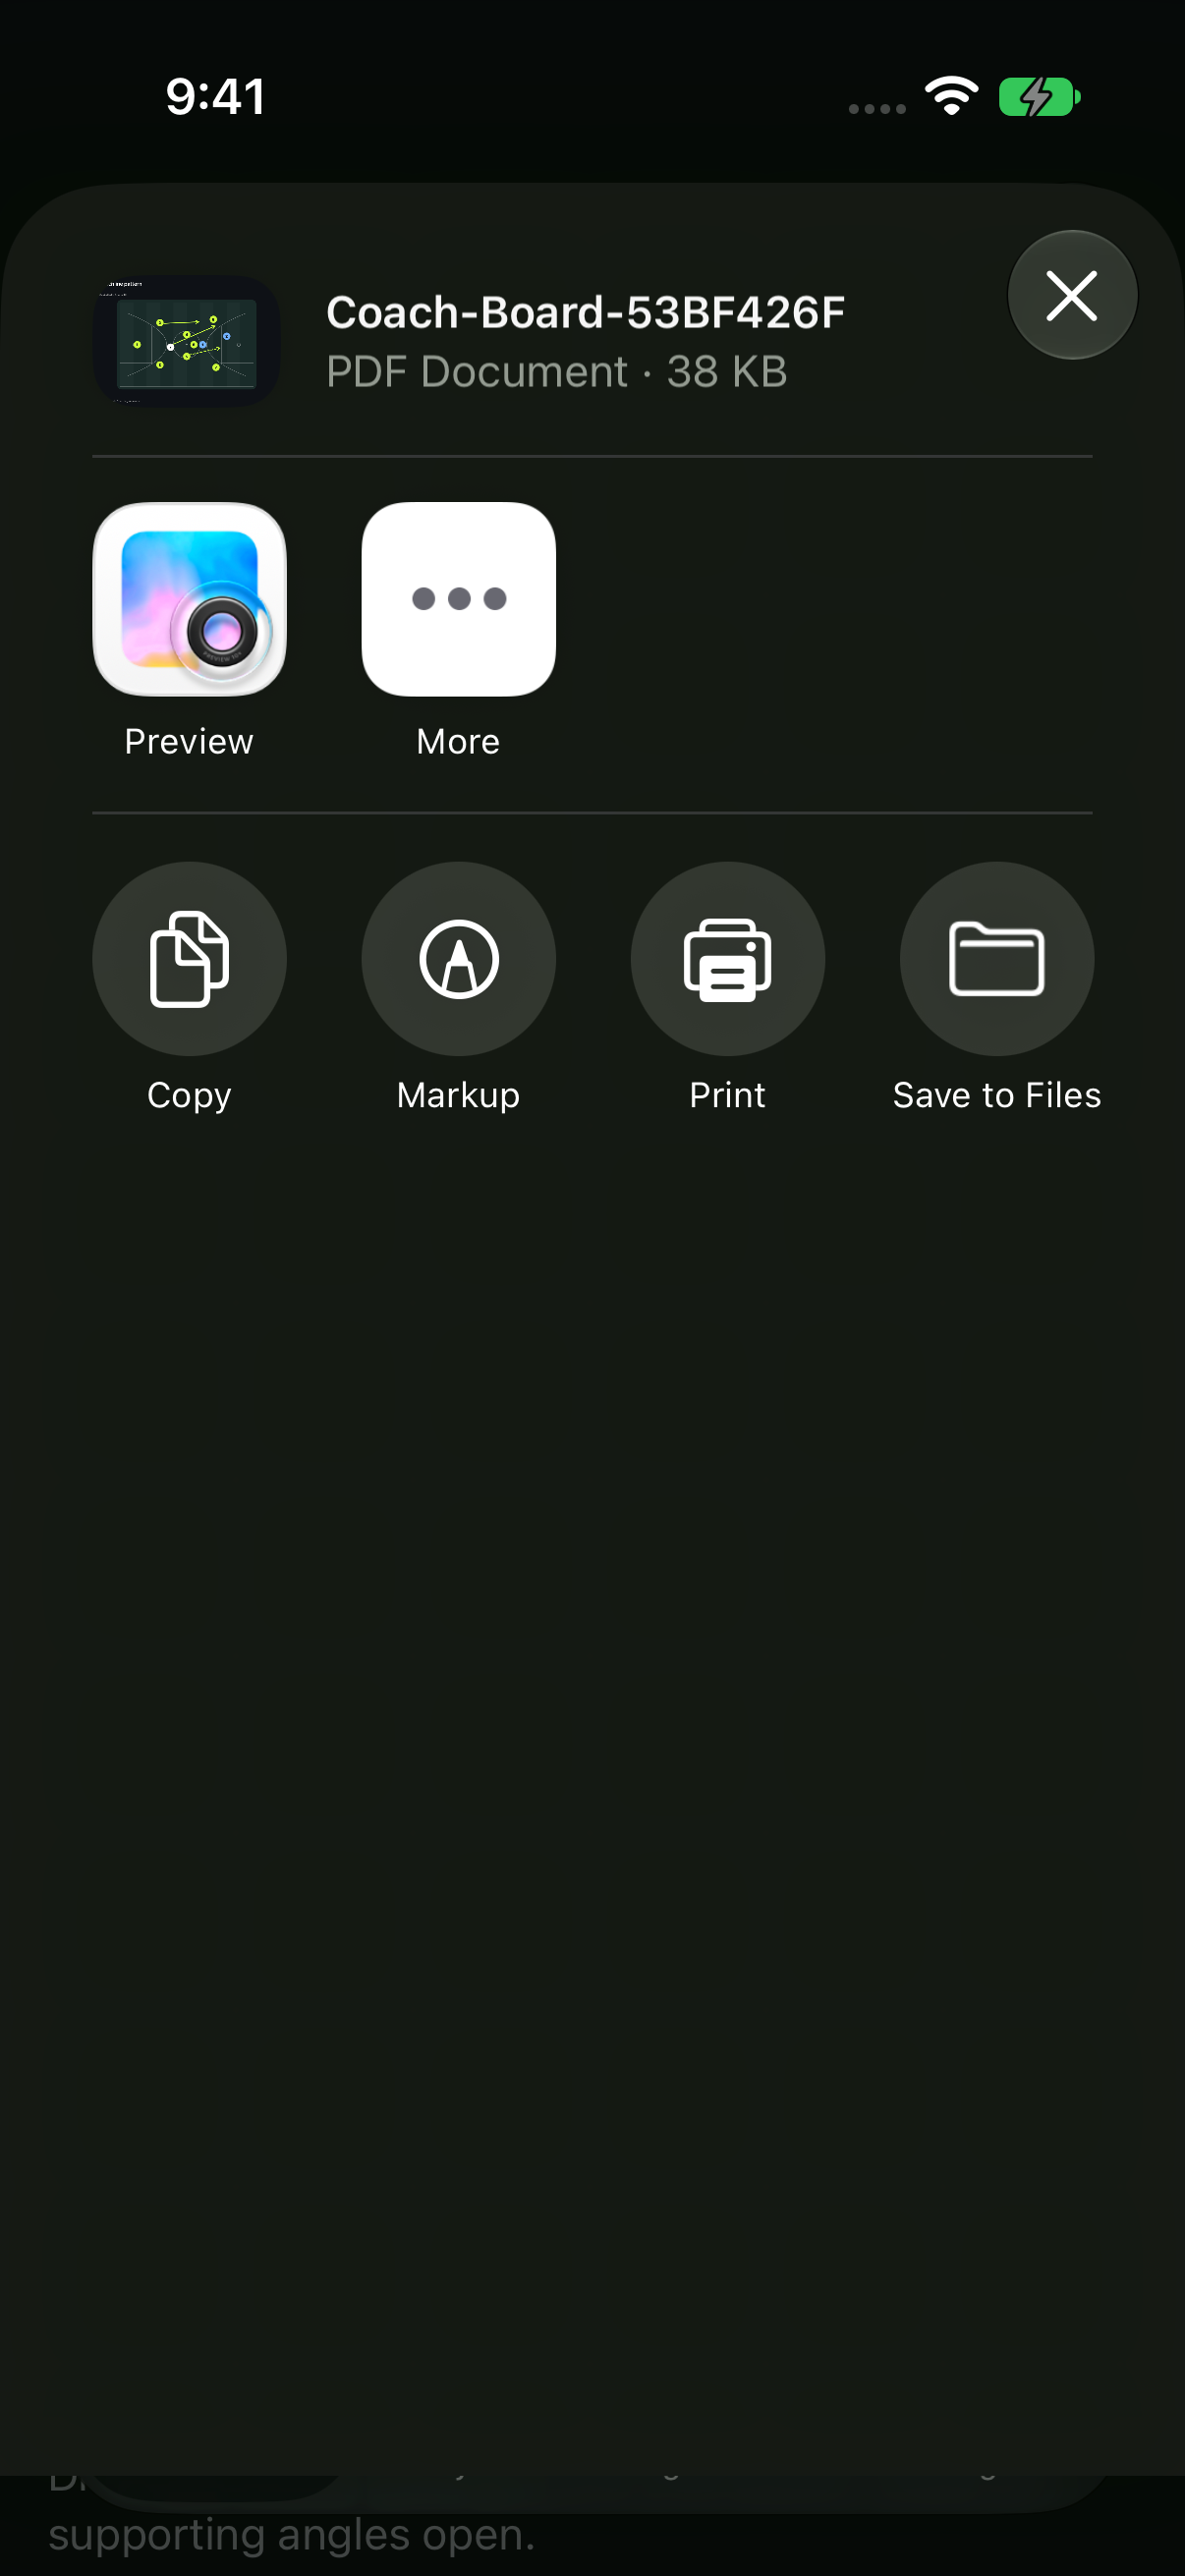 9:41
Coach-Board-53BF426F
PDF Document · 38 KB
Preview
More
Copy
Markup
Print
Save to Files
supporting angles open.